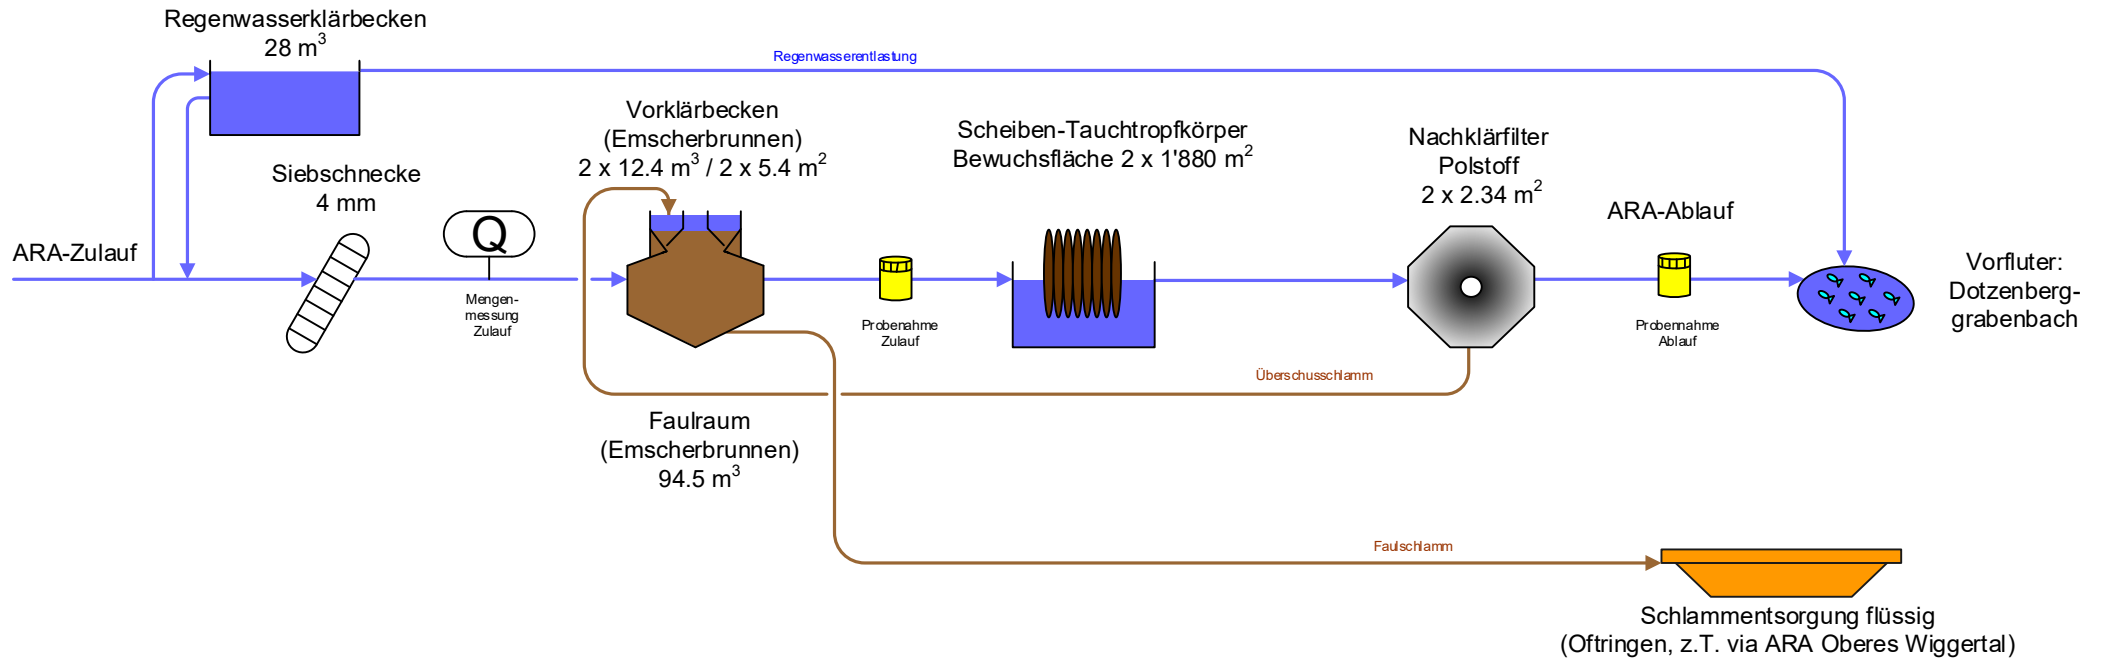 Regenwasserklärbecken
28 m³
Regenwasserentlastung
Vorklärbecken
(Emscherbrunnen)
2 x 12.4 m³ / 2 x 5.4 m²
Scheiben-Tauchtropfkörper
Bewuchsfläche 2 x 1'880 m²
Nachklärfilter
Polstoff
2 x 2.34 m²
Siebschnecke
4 mm
ARA-Zulauf
Q
Mengen-
messung
Zulauf
Probenahme
Zulauf
ARA-Ablauf
Probennahme
Ablauf
Vorfluter:
Dotzenberg-
grabenbach
Überschusschlamm
Faulraum
(Emscherbrunnen)
94.5 m³
Faulschlamm
Schlammentsorgung flüssig
(Oftringen, z.T. via ARA Oberes Wiggertal)